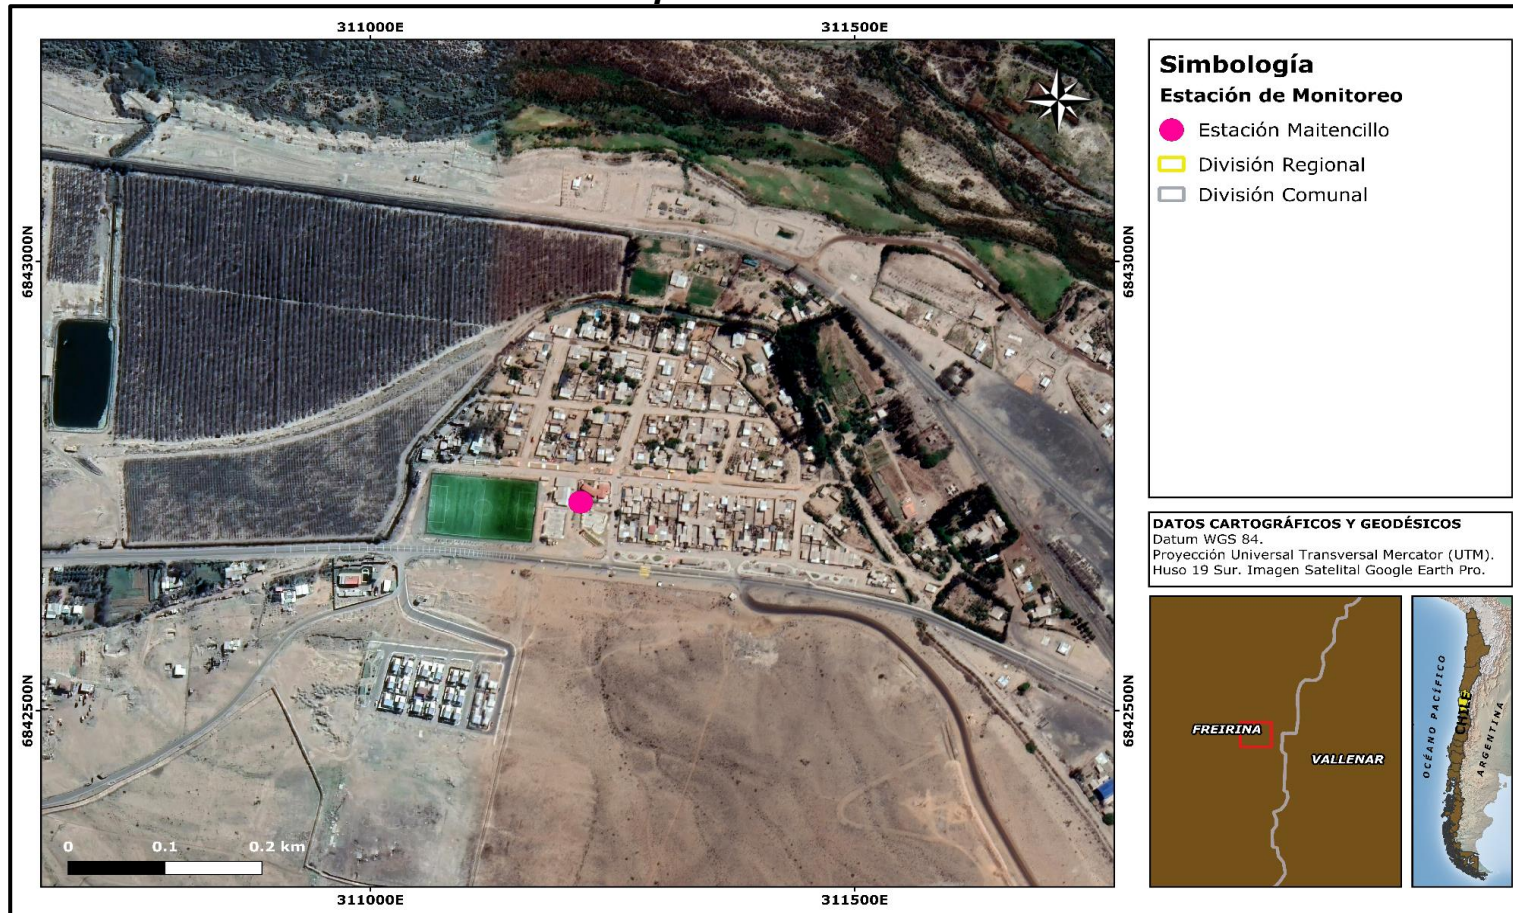 311000E
311500E
6843000N
6843000N
6842500N
6842500N
0 0.1 0.2 km
311000E
311500E
Simbología
Estación de Monitoreo
Estación Maitencillo
División Regional
División Comunal
DATOS CARTOGRÁFICOS Y GEODÉSICOS
Datum WGS 84.
Proyección Universal Transversal Mercator (UTM).
Huso 19 Sur. Imagen Satelital Google Earth Pro.
FREIRINA
VALLENAR
OCÉANO PACÍFICO
CHILE
ARGENTINA